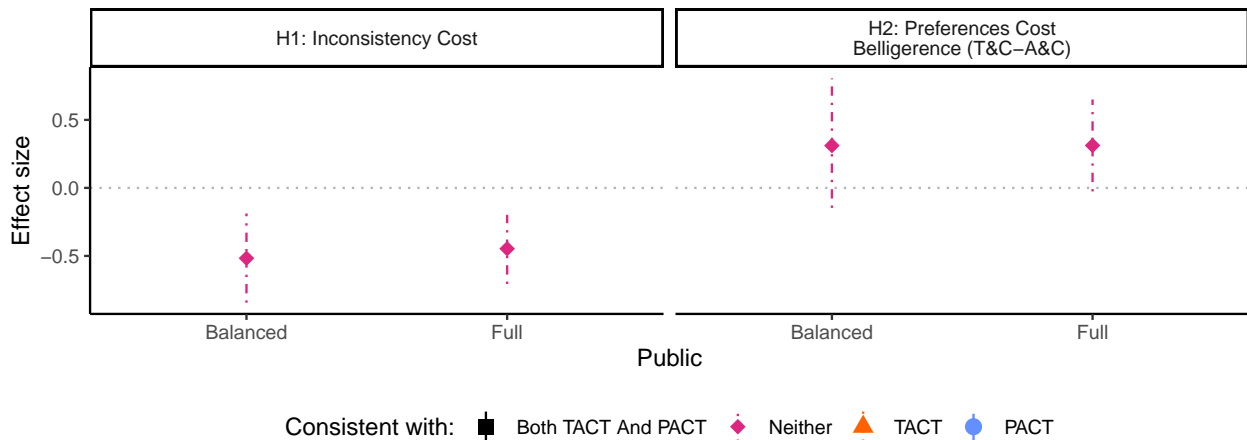 H1: Inconsistency Cost
H2: Preferences Cost
Belligerence (T&C−A&C)
Effect size
0.5
0.0
−0.5
Balanced
Full
Balanced
Full
Public
Consistent with:
Both TACT And PACT
Neither
TACT
PACT